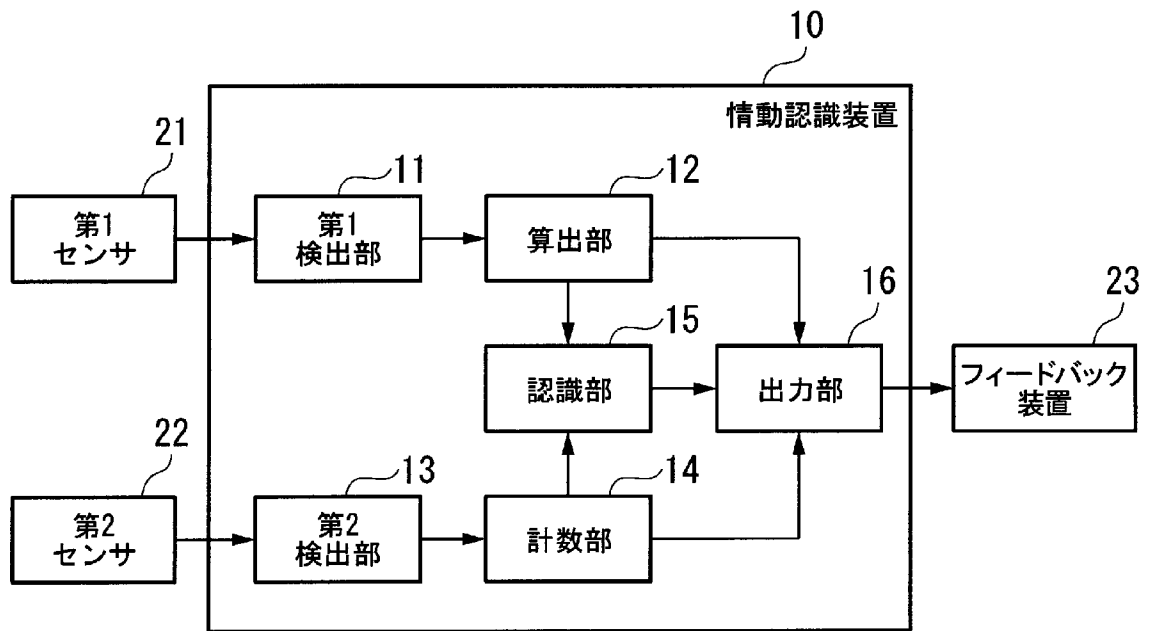 10
情動認識装置
21
11
12
第1
センサ
第1
検出部
算出部
15
16
23
認識部
出力部
フィードバック
装置
22
13
14
第2
センサ
第2
検出部
計数部